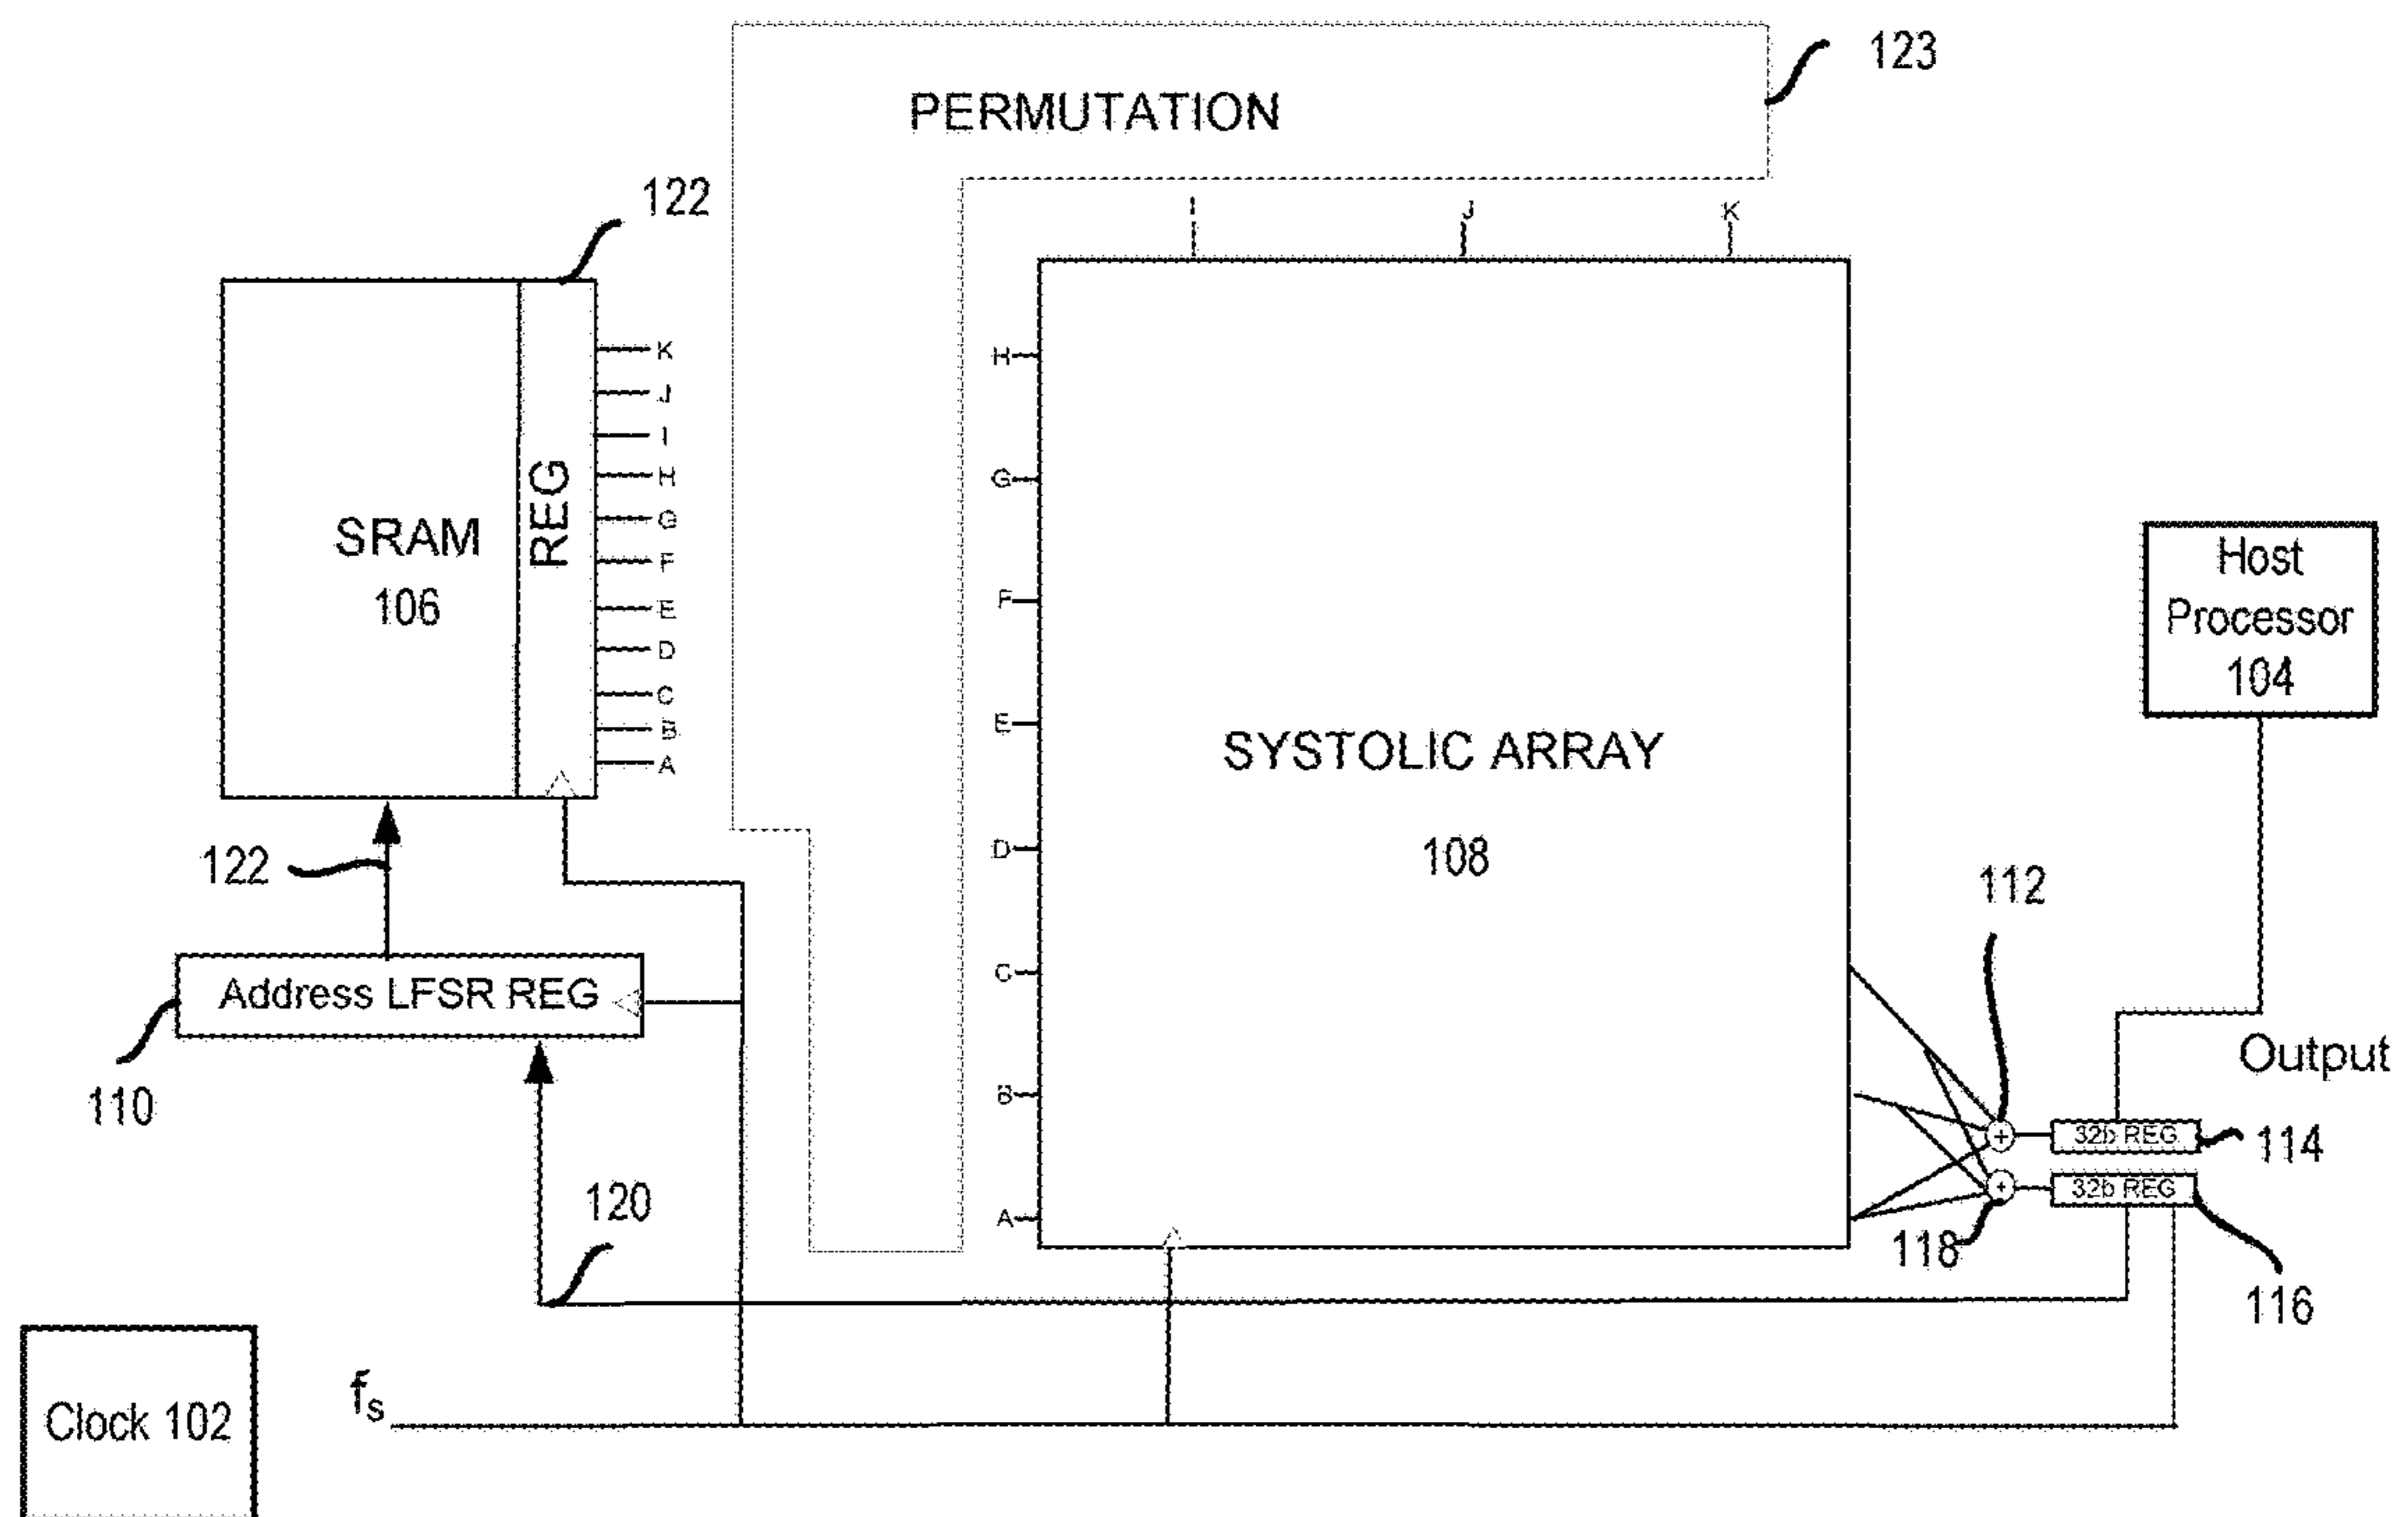 123
PERMUTATION
122
I
J
K
K
J
I
H
G
F
E
D
C
B
A
REG
SRAM
106
H
G
F
E
D
C
B
A
SYSTOLIC ARRAY
108
Host
Processor
104
122
112
Address LFSR REG
110
Output
32b REG
114
32b REG
118
116
120
Clock 102
fs